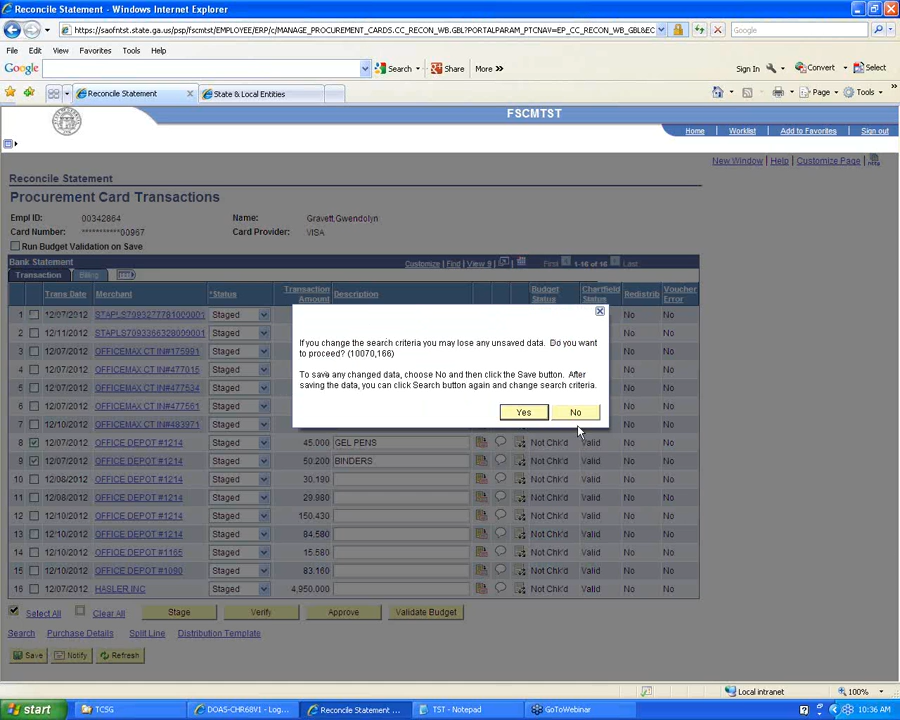 Reconcile Statement - Windows Internet Explorer
https://saofntst.state.ga.us/psp/fscmtst/EMPLOYEE/ERP/c/MANAGE_PROCUREMENT_CARDS.CC_RECON_WB.GBL?PORTALPARAM_PTCNAV=EP_CC_RECON_WB_GBL&EC
Google
File Edit View Favorites Tools Help
Google Search Share More » Sign In Convert Select
Reconcile Statement State & Local Entities Page Tools
FSCMTST
Home Worklist Add to Favorites Sign out
New Window Help Customize Page http
Reconcile Statement
Procurement Card Transactions
Empl ID: 00342864 Name: Gravett,Gwendolyn
Card Number: ************00967 Card Provider: VISA
Run Budget Validation on Save
Bank Statement Customize | Find | View 9 First 1-16 of 16 Last
Transaction Billing
Trans Date Merchant *Status Transaction Amount Description Budget Status Chartfield Status Redistrib Voucher Error
1 12/07/2012 STAPLS7093277781000001 Staged No No
2 12/11/2012 STAPLS7093366328000001 Staged No No
3 12/07/2012 OFFICEMAX CT IN#175991 Staged No No
4 12/07/2012 OFFICEMAX CT IN#477015 Staged No No
5 12/07/2012 OFFICEMAX CT IN#477534 Staged No No
6 12/07/2012 OFFICEMAX CT IN#477561 Staged No No
7 12/10/2012 OFFICEMAX CT IN#483971 Staged No No
If you change the search criteria you may lose any unsaved data. Do you want
to proceed? (10070,166)
To save any changed data, choose No and then click the Save button. After
saving the data, you can click Search button again and change search criteria.
Yes No
8 12/07/2012 OFFICE DEPOT #1214 Staged 45.000 GEL PENS Not Chk'd Valid No No
9 12/07/2012 OFFICE DEPOT #1214 Staged 50.200 BINDERS Not Chk'd Valid No No
10 12/08/2012 OFFICE DEPOT #1214 Staged 30.190 Not Chk'd Valid No No
11 12/08/2012 OFFICE DEPOT #1214 Staged 29.980 Not Chk'd Valid No No
12 12/08/2012 OFFICE DEPOT #1214 Staged 150.430 Not Chk'd Valid No No
13 12/10/2012 OFFICE DEPOT #1214 Staged 84.580 Not Chk'd Valid No No
14 12/10/2012 OFFICE DEPOT #1165 Staged 15.580 Not Chk'd Valid No No
15 12/10/2012 OFFICE DEPOT #1090 Staged 83.160 Not Chk'd Valid No No
16 12/07/2012 HASLER INC Staged 4,950.000 Not Chk'd Valid No No
Select All Clear All Stage Verify Approve Validate Budget
Search Purchase Details Split Line Distribution Template
Save Notify Refresh
Local intranet 100%
start TCSG DOAS-CHR68V1 - Log... Reconcile Statement ... TST - Notepad GoToWebinar 10:36 AM